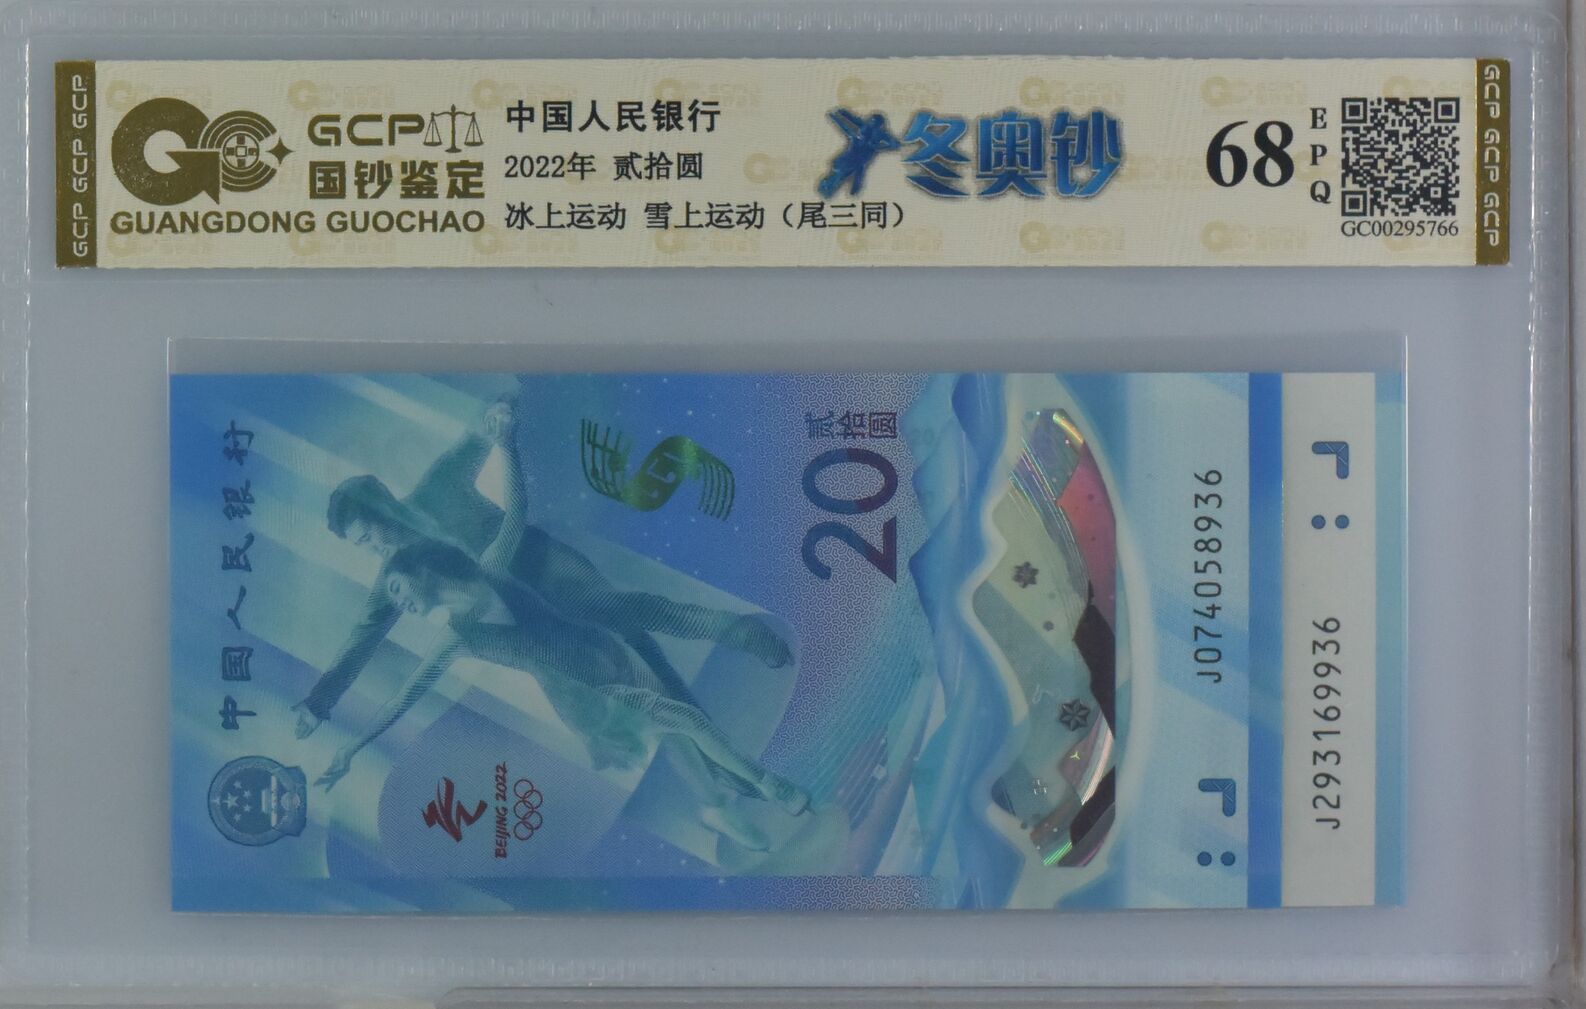 GCP GCP GCP
GCP
国钞鉴定
GUANGDONG GUOCHAO
中国人民银行
2022年 贰拾圆
冰上运动 雪上运动（尾三同）
冬奥钞
68
EPQ
GC00295766
GCP GCP GCP
中国人民银行
BEIJING 2022
贰拾圆
20
J074058936
J293169936